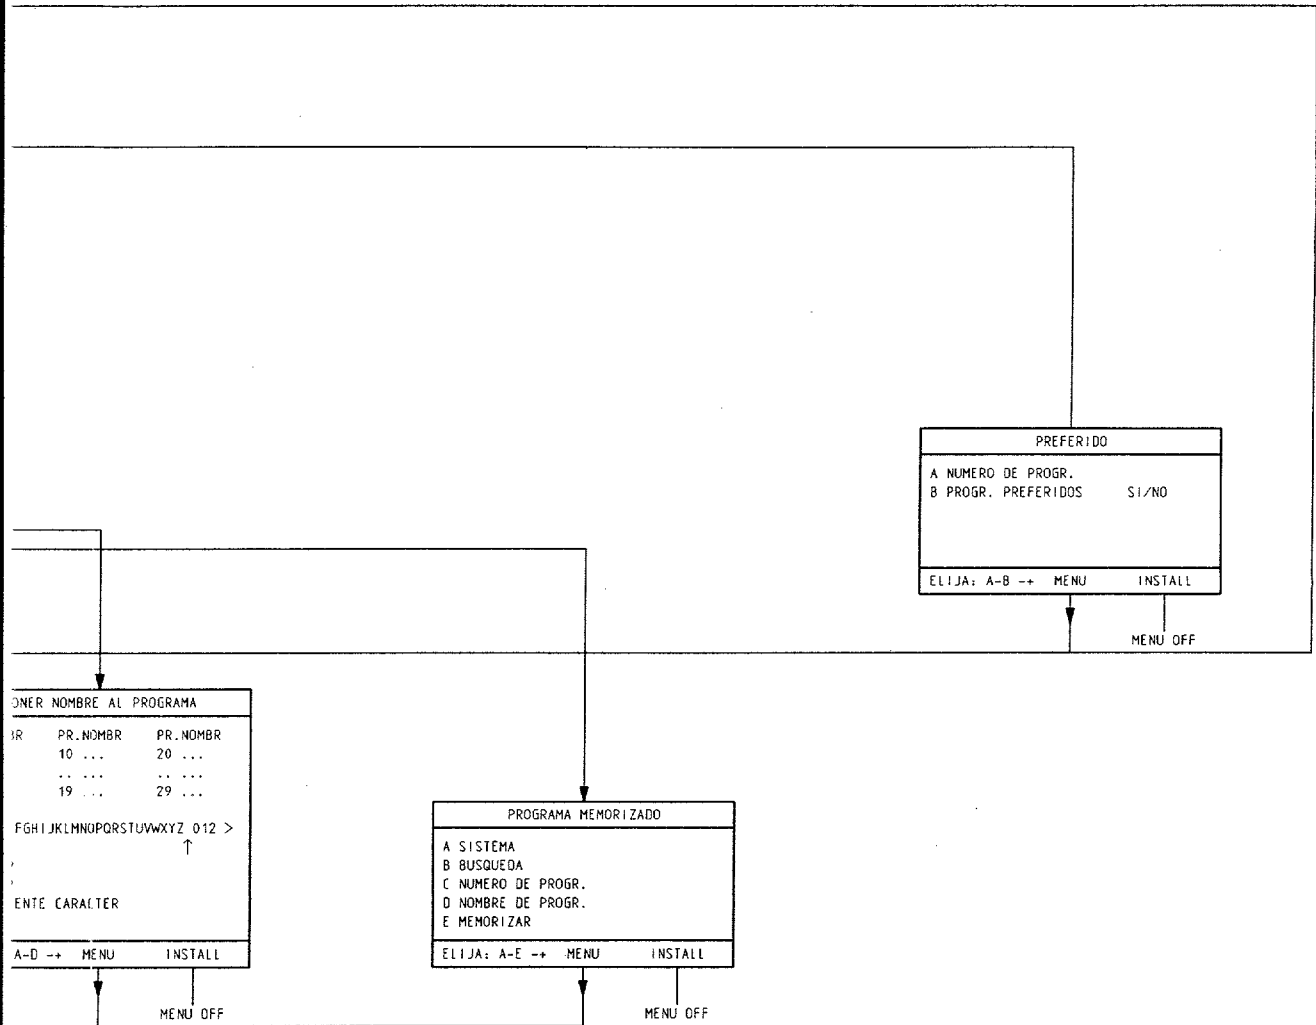 PREFERIDO
A NUMERO DE PROGR.
B PROGR. PREFERIDOS SI/NO
ELIJA: A-B -+ MENU INSTALL
MENU OFF
ONER NOMBRE AL PROGRAMA
BR PR.NOMBR PR.NOMBR
10 ... 20 ...
.. ... .. ...
19 ... 29 ...
FGHIJKLMNOPQRSTUVWXYZ 012 >
↑
ENTE CARACTER
A-D -+ MENU INSTALL
MENU OFF
PROGRAMA MEMORIZADO
A SISTEMA
B BUSQUEDA
C NUMERO DE PROGR.
D NOMBRE DE PROGR.
E MEMORIZAR
ELIJA: A-E -+ MENU INSTALL
MENU OFF